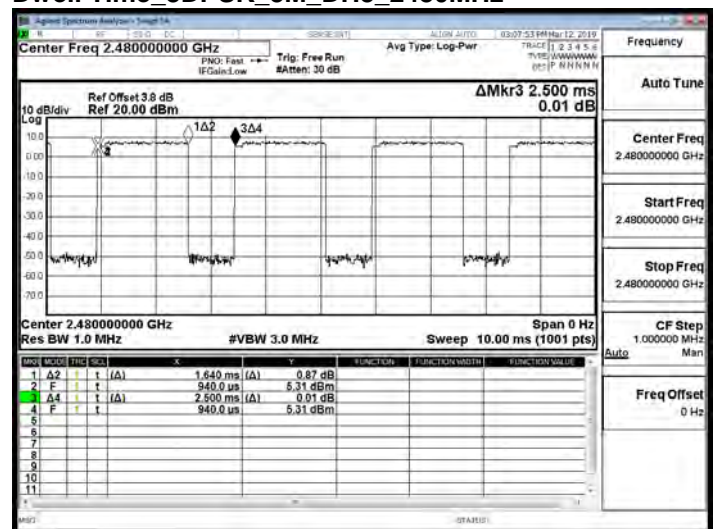 Agilent Spectrum Analyzer - Swept SA
RF 50 Ω DC SENSE:INT ALIGN AUTO 03:07:53 PM Mar 12, 2019
Center Freq 2.480000000 GHz
PNO: Fast
IFGain:Low
Trig: Free Run
#Atten: 30 dB
Avg Type: Log-Pwr
TRACE 1 2 3 4 5 6
TYPE
DET P N N N N N
Ref Offset 3.8 dB
10 dB/div Ref 20.00 dBm
ΔMkr3 2.500 ms
0.01 dB
Log
10.0
0.00
-10.0
-20.0
-30.0
-40.0
-50.0
-60.0
-70.0
1Δ2
3Δ4
Center 2.480000000 GHz Span 0 Hz
Res BW 1.0 MHz #VBW 3.0 MHz Sweep 10.00 ms (1001 pts)
MKR MODE TRC SCL X Y FUNCTION FUNCTION WIDTH FUNCTION VALUE
1 Δ2 1 t (Δ) 1.640 ms (Δ) 0.87 dB
2 F 1 t 940.0 us 5.31 dBm
3 Δ4 1 t (Δ) 2.500 ms (Δ) 0.01 dB
4 F 1 t 940.0 us 5.31 dBm
5
6
7
8
9
10
11
MSG STATUS
Frequency
Auto Tune
Center Freq
2.480000000 GHz
Start Freq
2.480000000 GHz
Stop Freq
2.480000000 GHz
CF Step
1.000000 MHz
Auto Man
Freq Offset
0 Hz